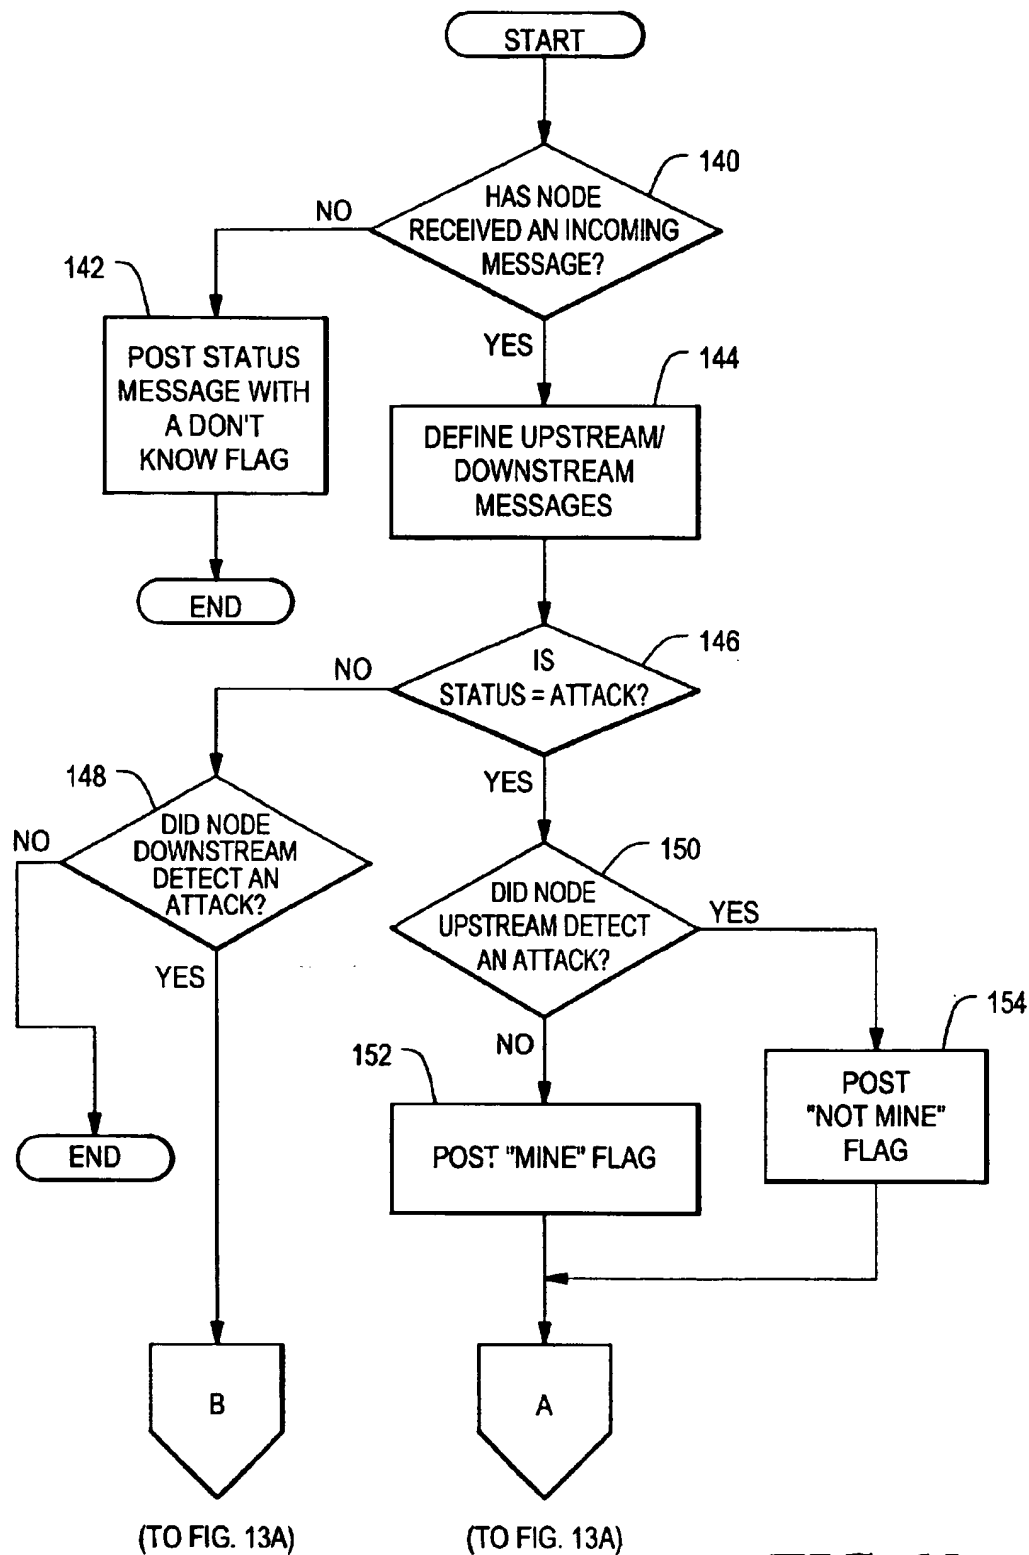 START
140
HAS NODE
RECEIVED AN INCOMING
MESSAGE?
NO
YES
142
POST STATUS
MESSAGE WITH
A DON'T
KNOW FLAG
END
144
DEFINE UPSTREAM/
DOWNSTREAM
MESSAGES
146
IS
STATUS = ATTACK?
NO
YES
148
DID NODE
DOWNSTREAM
DETECT AN
ATTACK?
NO
YES
END
150
DID NODE
UPSTREAM DETECT
AN ATTACK?
YES
NO
152
POST "MINE" FLAG
154
POST
"NOT MINE"
FLAG
B
A
(TO FIG. 13A)
(TO FIG. 13A)